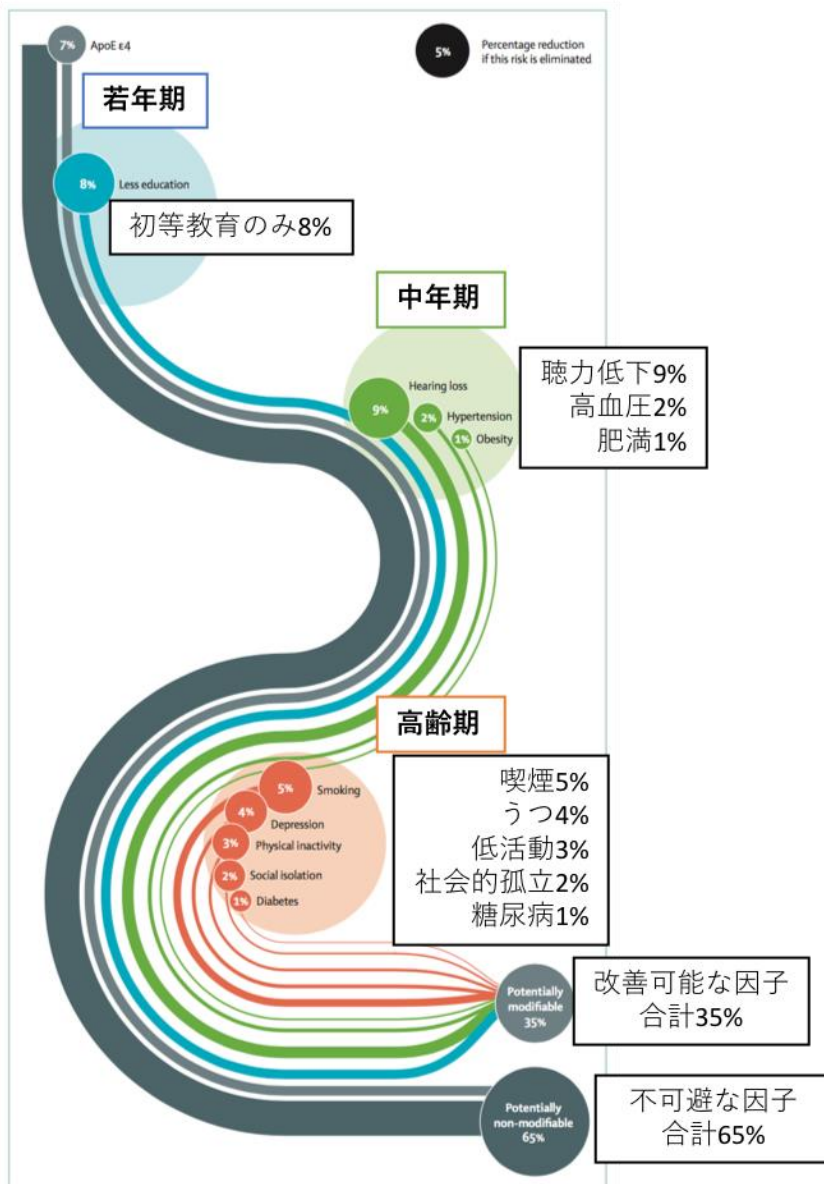 7%
ApoE ε4
5%
Percentage reduction
if this risk is eliminated
若年期
8%
Less education
初等教育のみ8%
中年期
Hearing loss
9%
2%
Hypertension
1%
Obesity
聴力低下9%
高血圧2%
肥満1%
高齢期
5%
Smoking
4%
Depression
3%
Physical inactivity
2%
Social isolation
1%
Diabetes
喫煙5%
うつ4%
低活動3%
社会的孤立2%
糖尿病1%
Potentially
modifiable
35%
改善可能な因子
合計35%
Potentially
non-modifiable
65%
不可避な因子
合計65%